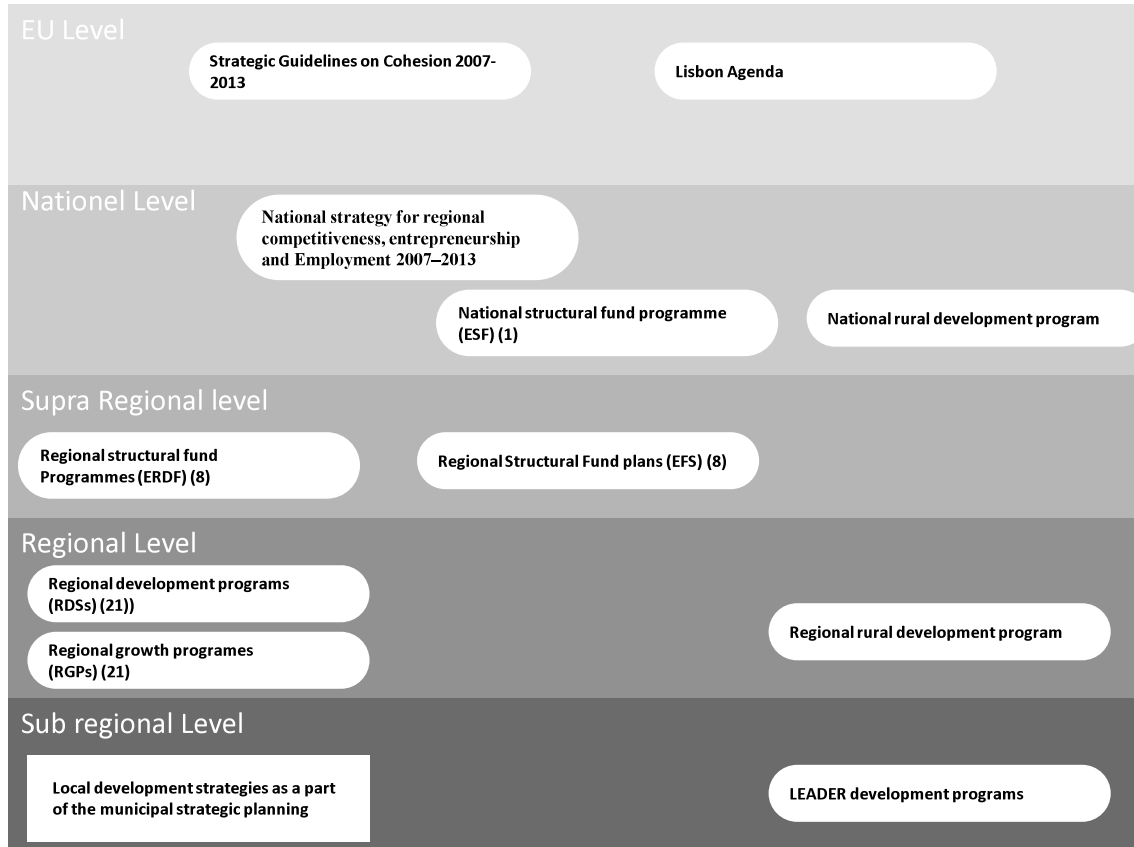 EU Level
Strategic Guidelines on Cohesion 2007-
2013
Lisbon Agenda
Nationel Level
National strategy for regional
competitiveness, entrepreneurship
and Employment 2007–2013
National structural fund programme
(ESF) (1)
National rural development program
Supra Regional level
Regional structural fund
Programmes (ERDF) (8)
Regional Structural Fund plans (EFS) (8)
Regional Level
Regional development programs
(RDSs) (21))
Regional growth programes
(RGPs) (21)
Regional rural development program
Sub regional Level
Local development strategies as a part
of the municipal strategic planning
LEADER development programs